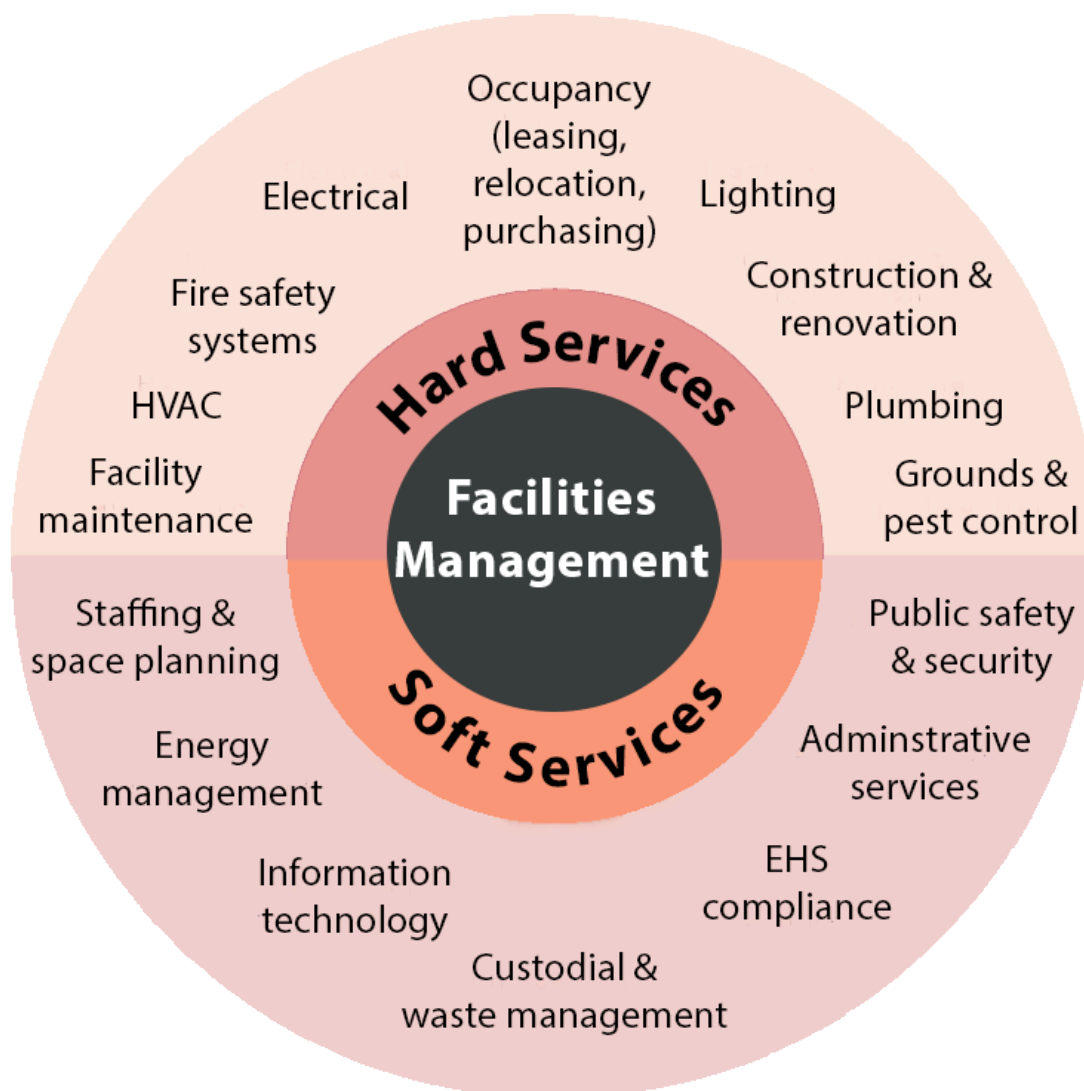 Occupancy
(leasing,
relocation,
purchasing)
Electrical
Lighting
Fire safety
systems
Construction &
renovation
HVAC
Plumbing
Facility
maintenance
Grounds &
pest control
Hard Services
Facilities
Management
Soft Services
Staffing &
space planning
Public safety
& security
Energy
management
Adminstrative
services
Information
technology
EHS
compliance
Custodial &
waste management